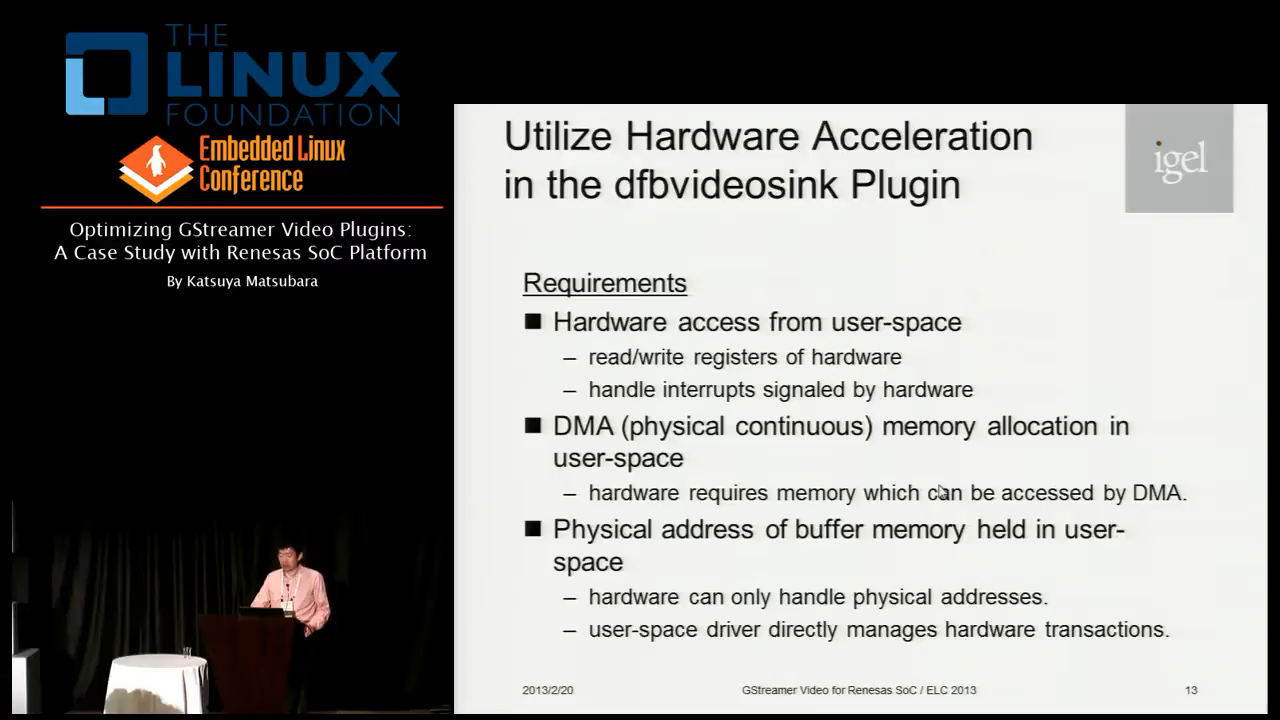 THE
LINUX
FOUNDATION
Embedded Linux
Conference
Optimizing GStreamer Video Plugins:
A Case Study with Renesas SoC Platform
By Katsuya Matsubara
Utilize Hardware Acceleration
in the dfbvideosink Plugin
igel
Requirements
■ Hardware access from user-space
– read/write registers of hardware
– handle interrupts signaled by hardware
■ DMA (physical continuous) memory allocation in
user-space
– hardware requires memory which can be accessed by DMA.
■ Physical address of buffer memory held in user-
space
– hardware can only handle physical addresses.
– user-space driver directly manages hardware transactions.
2013/2/20
GStreamer Video for Renesas SoC / ELC 2013
13